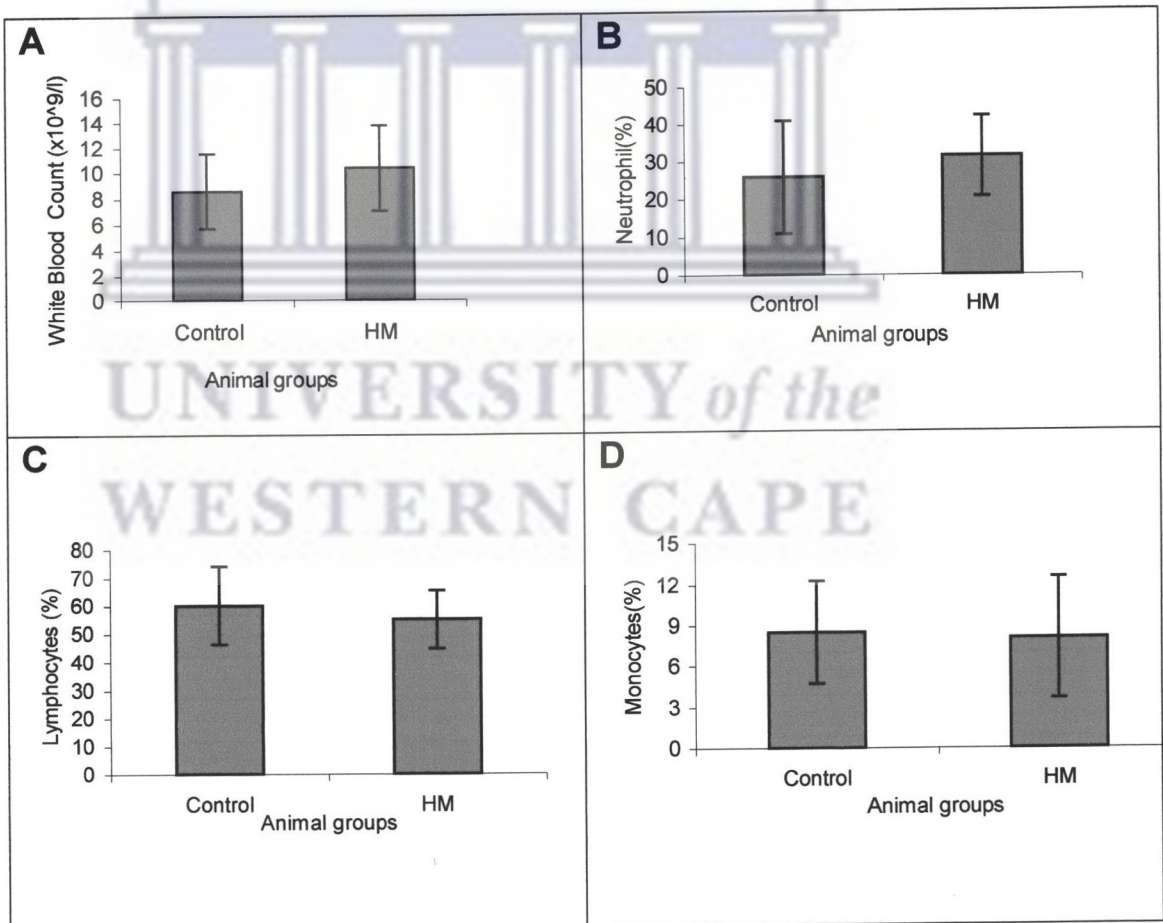 A
White Blood Count (x10^9/l)
16
14
12
10
8
6
4
2
0
Control HM
Animal groups
B
Neutrophil(%)
50
40
30
20
10
0
Control HM
Animal groups
UNIVERSITY of the
WESTERN CAPE
C
Lymphocytes (%)
80
70
60
50
40
30
20
10
0
Control HM
Animal groups
D
Monocytes(%)
15
12
9
6
3
0
Control HM
Animal groups